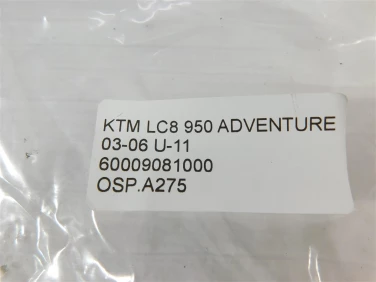 KTM LC8 950 ADVENTURE
03-06 U-11
60009081000
OSP.A275